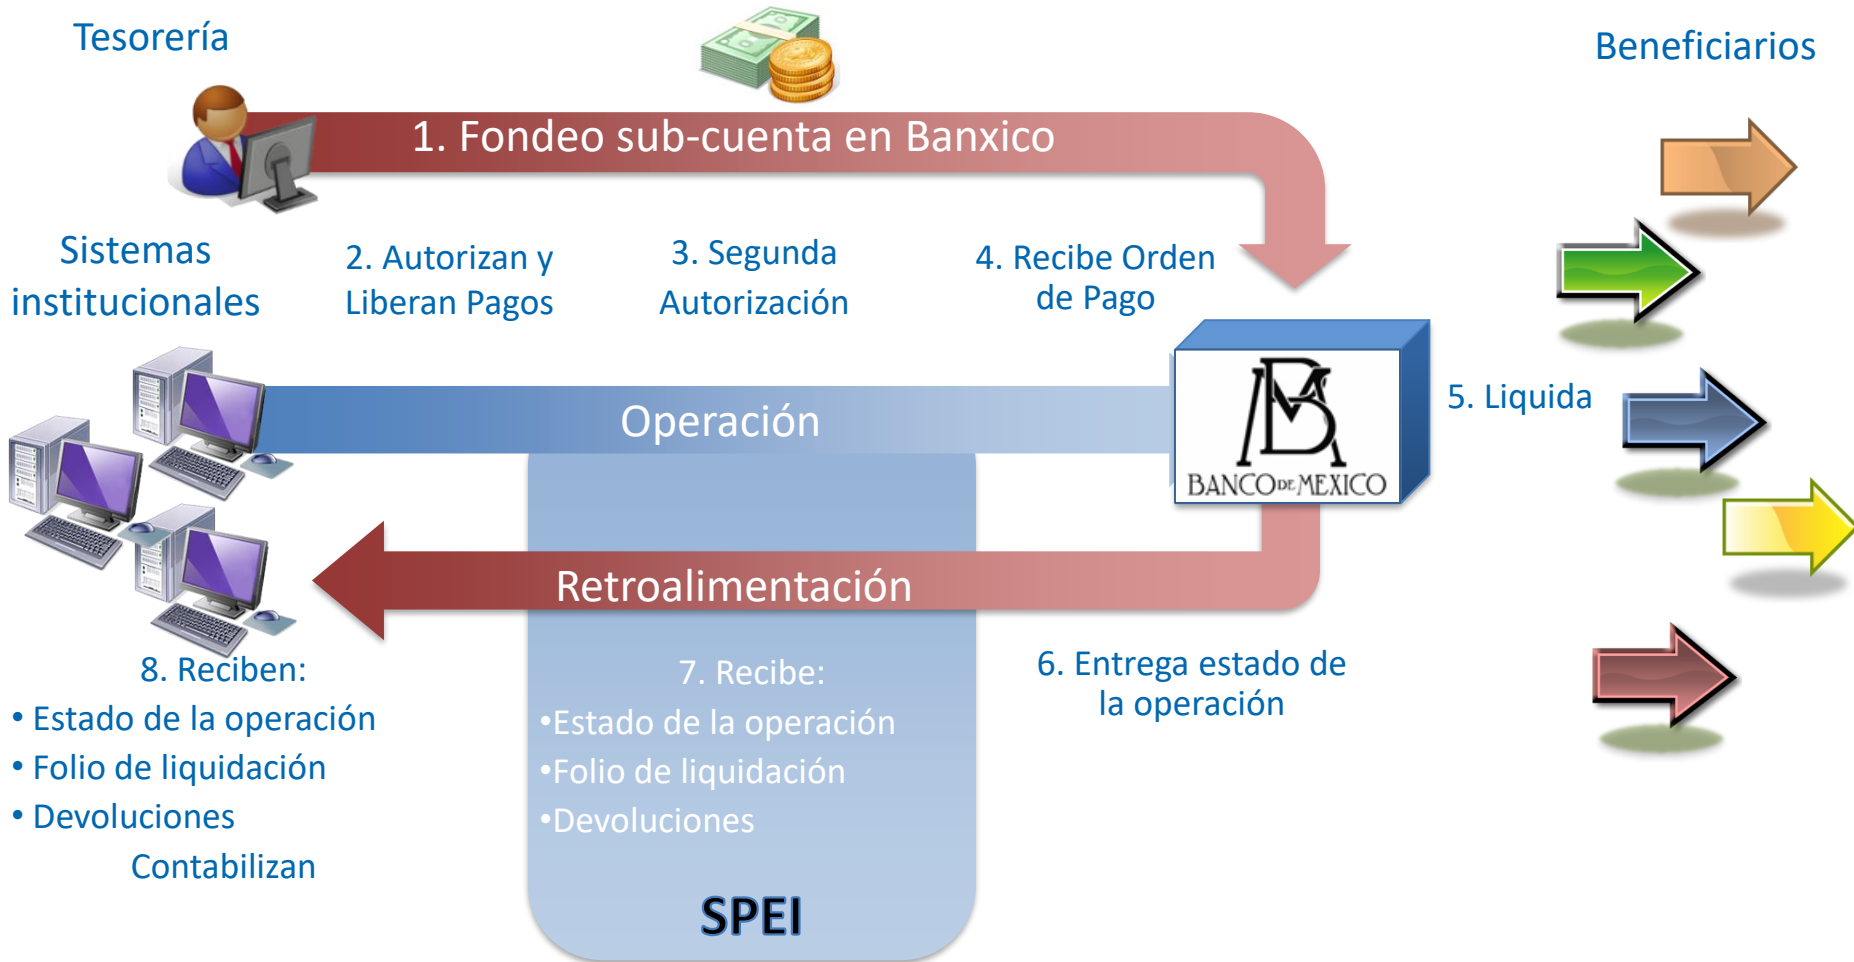 Tesorería
Beneficiarios
1. Fondeo sub-cuenta en Banxico
Sistemas
institucionales
2. Autorizan y
Liberan Pagos
3. Segunda
Autorización
4. Recibe Orden
de Pago
Operación
BANCO DE MEXICO
5. Liquida
Retroalimentación
6. Entrega estado de
la operación
7. Recibe:
•Estado de la operación
•Folio de liquidación
•Devoluciones
8. Reciben:
• Estado de la operación
• Folio de liquidación
• Devoluciones
Contabilizan
SPEI